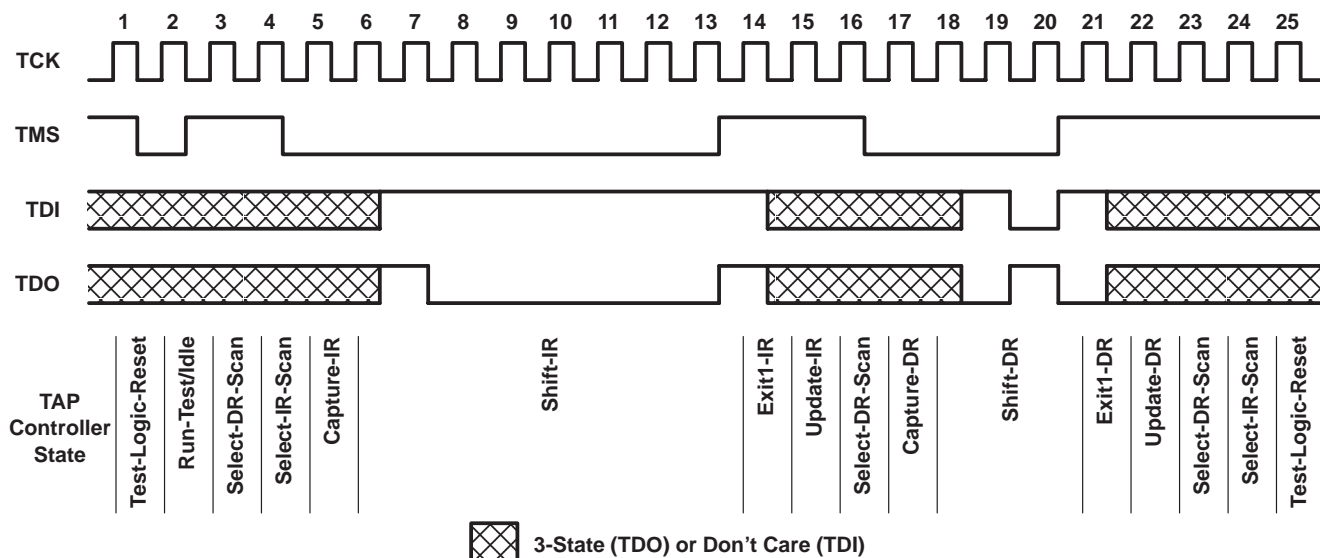 1 2 3 4 5 6 7 8 9 10 11 12 13 14 15 16 17 18 19 20 21 22 23 24 25
TCK
TMS
TDI
TDO
TAP
Controller
State
Test-Logic-Reset
Run-Test/Idle
Select-DR-Scan
Select-IR-Scan
Capture-IR
Shift-IR
Exit1-IR
Update-IR
Select-DR-Scan
Capture-DR
Shift-DR
Exit1-DR
Update-DR
Select-DR-Scan
Select-IR-Scan
Test-Logic-Reset
3-State (TDO) or Don’t Care (TDI)